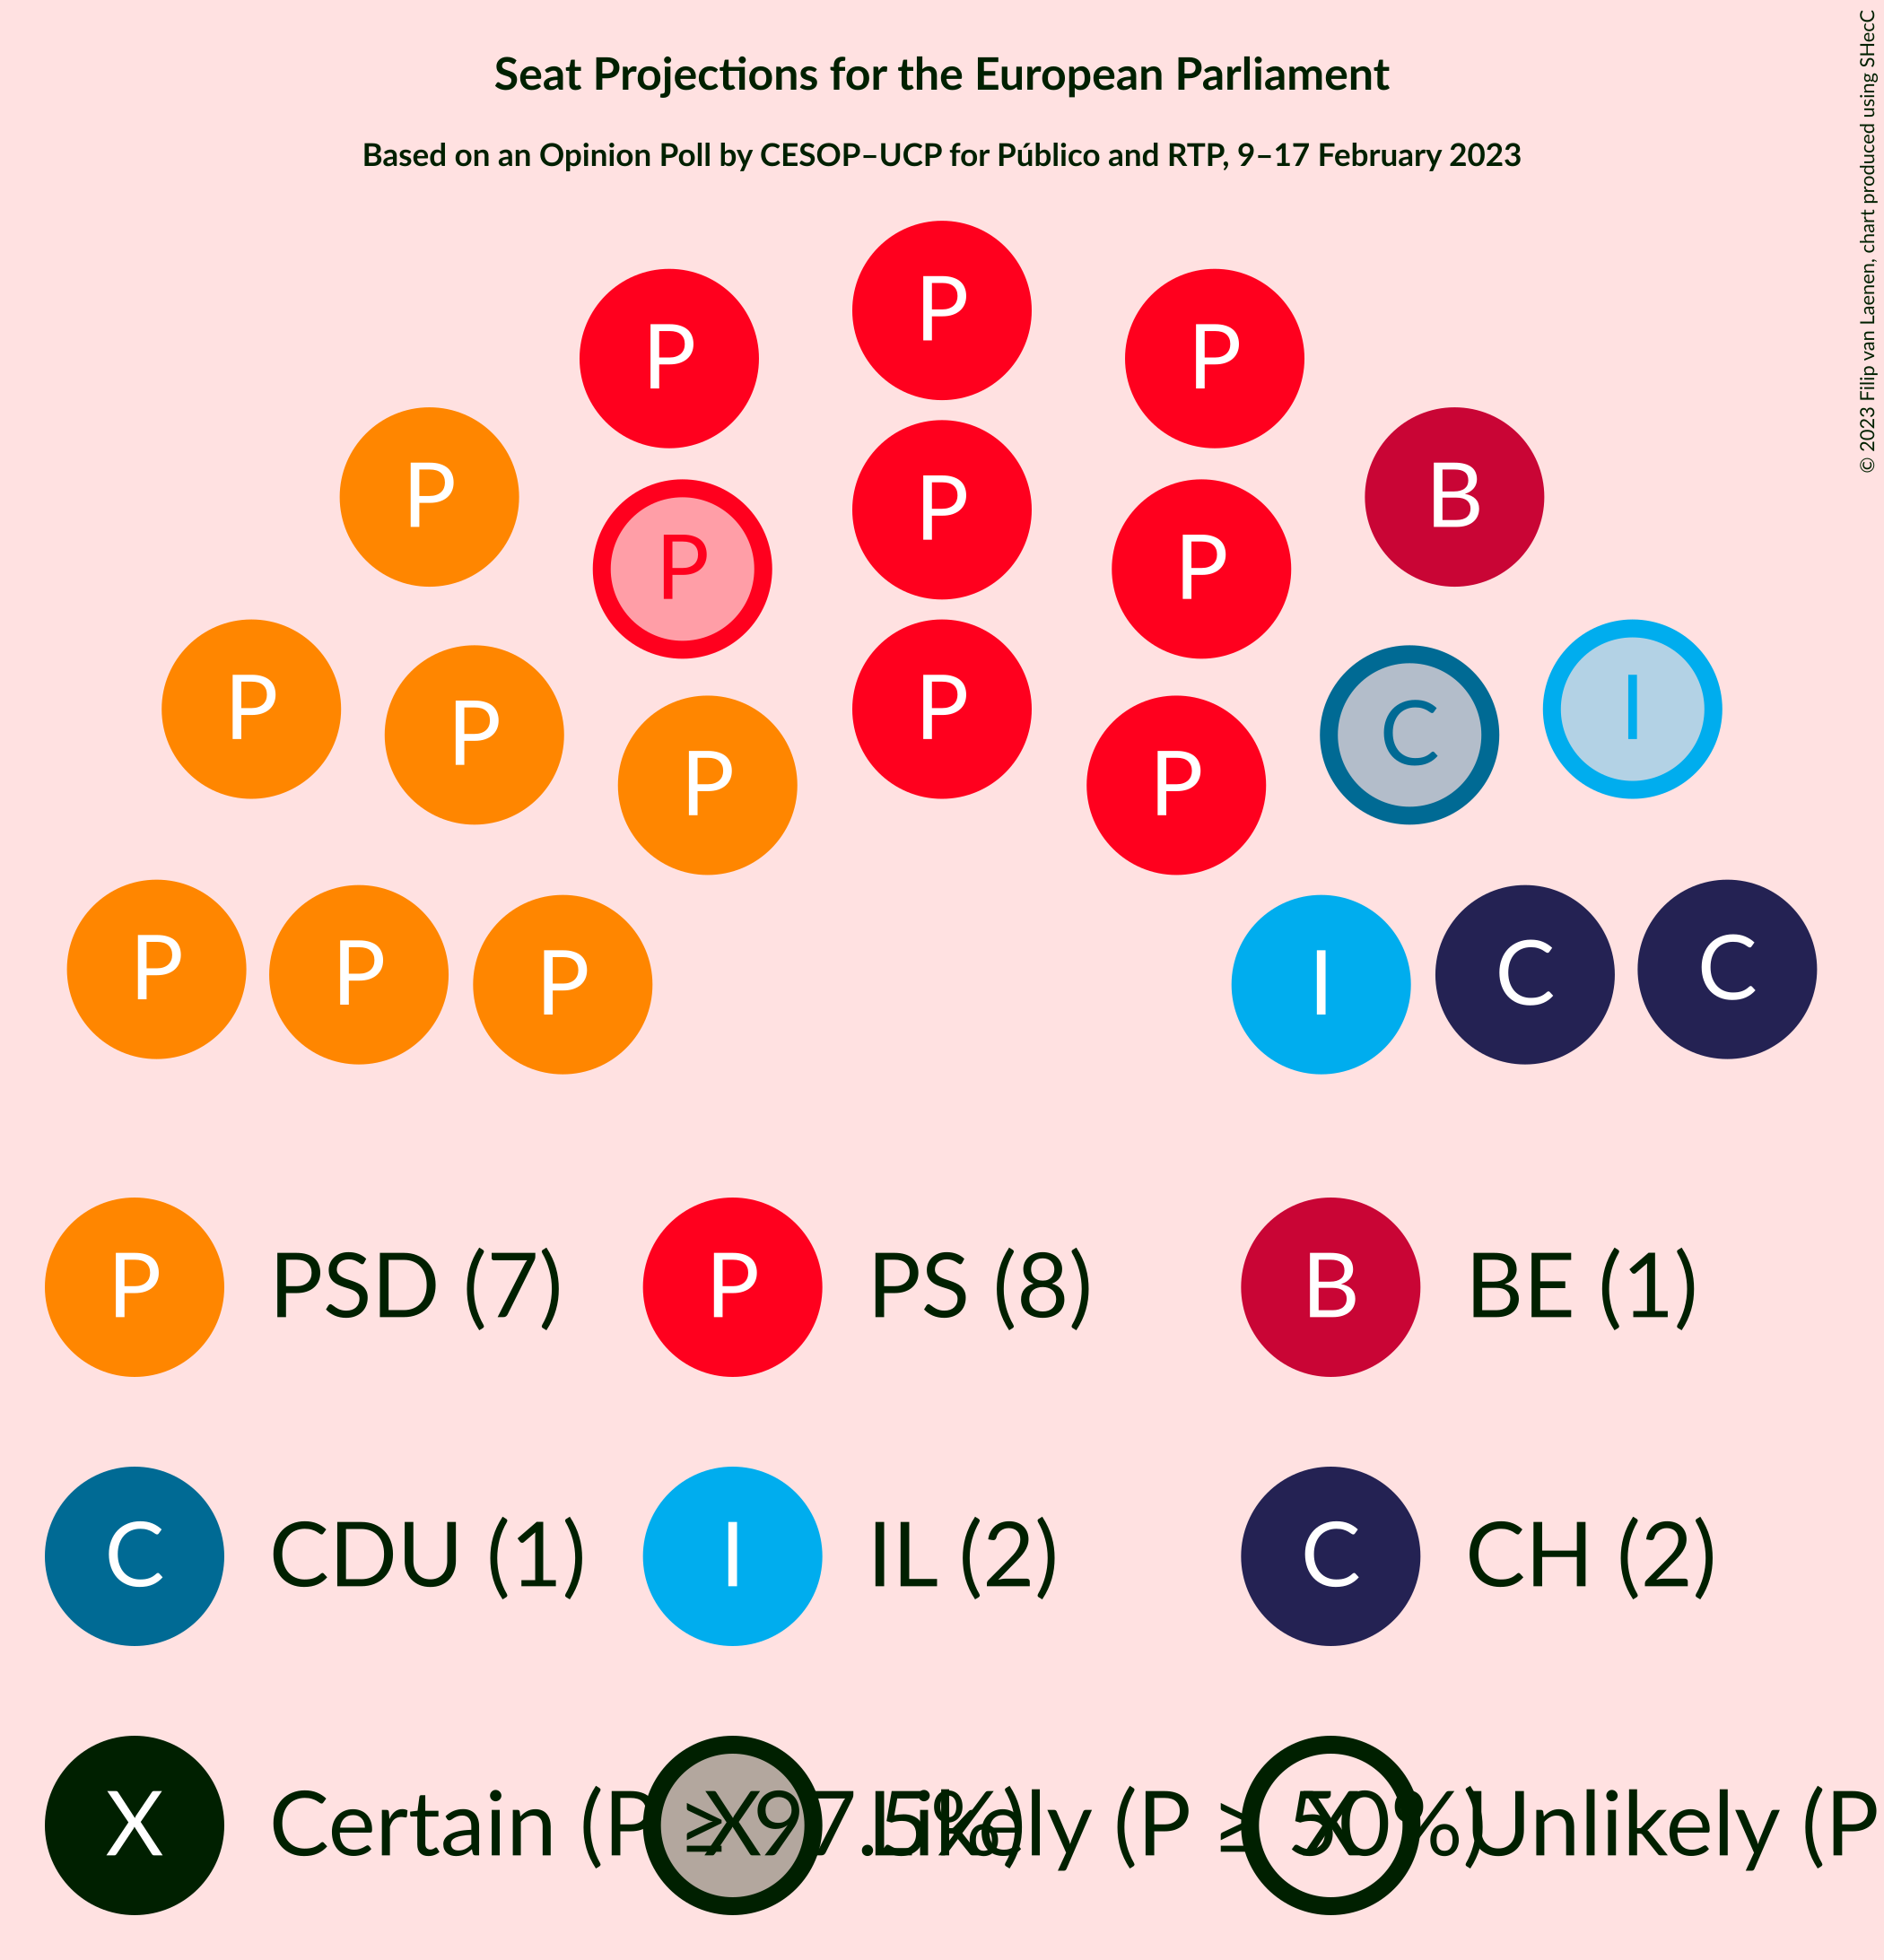 Seat Projections for the European Parliament
Based on an Opinion Poll by CESOP–UCP for Público and RTP, 9–17 February 2023
© 2023 Filip van Laenen, chart produced using SHecC
P
P P
P B
P
P P
P I
P C
P
P P
P P
P C
P C
P I
P PSD (7) P PS (8) B BE (1)
C CDU (1) I IL (2) C CH (2)
X Certain (P ≥ 97.5%) X Likely (P ≥ 50%) X Unlikely (P